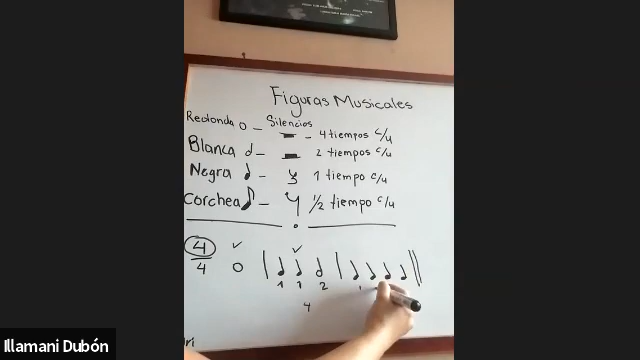 Figuras Musicales
Redonda Silencios 4 tiempos c/u
Blanca 2 tiempos c/u
Negra 1 tiempo c/u
Corchea 1/2 tiempo c/u
4
4
1 1 2 1
4
Illamani Dubón